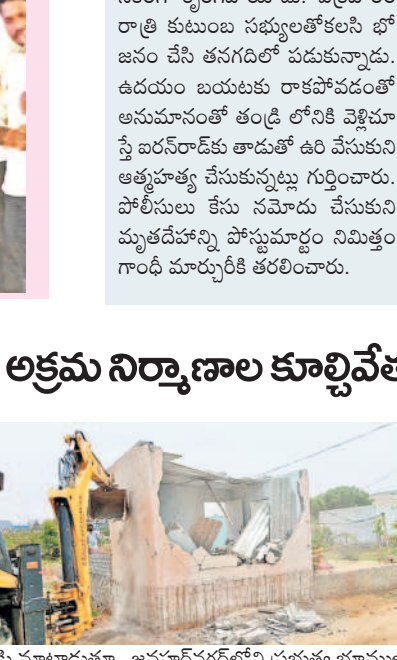 రాత్రి కుటుంబ సభ్యులతోకలసి భో
జనం చేసి తనగదిలో పడుకున్నాడు.
ఉదయం బయటకు రాకపోవడంతో
అనుమానంతో తండ్రి లోనికి వెళ్లిచూ
స్తే ఐరన్‌రాడ్‌కు తాడుతో ఉరి వేసుకుని
ఆత్మహత్య చేసుకున్నట్లు గుర్తించారు.
పోలీసులు కేసు నమోదు చేసుకుని
మృతదేహాన్ని పోస్టుమార్టం నిమిత్తం
గాంధీ మార్చురీకి తరలించారు.
అక్రమ నిర్మాణాల కూల్చివేత